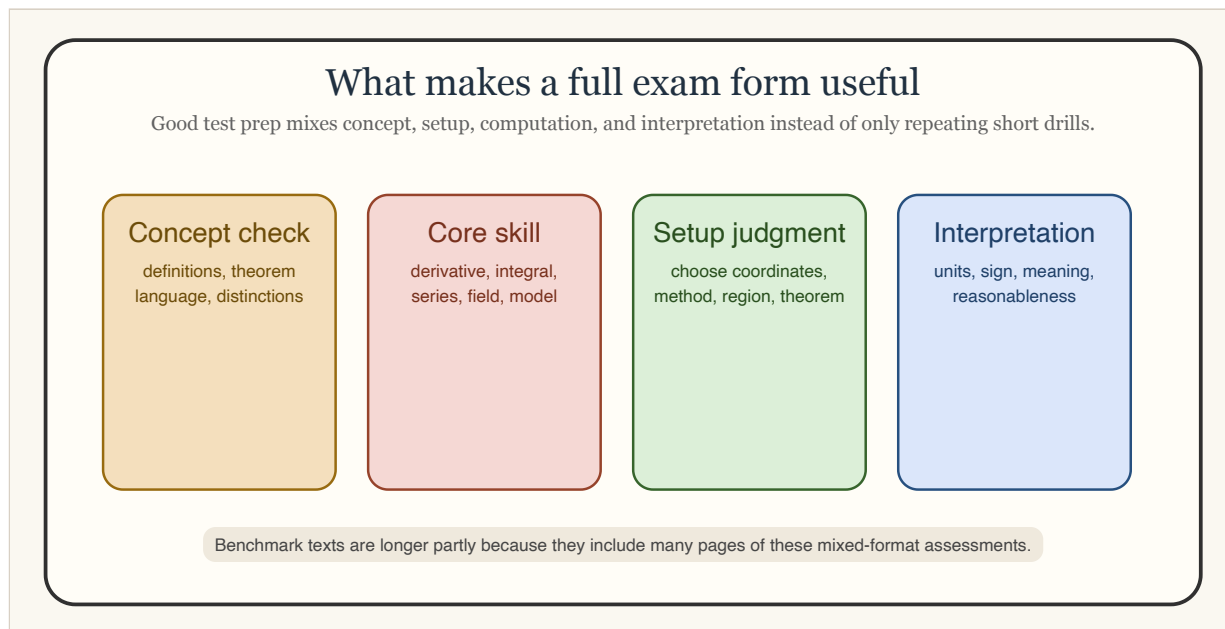 What makes a full exam form useful
Good test prep mixes concept, setup, computation, and interpretation instead of only repeating short drills.
Concept check
definitions, theorem
language, distinctions
Core skill
derivative, integral,
series, field, model
Setup judgment
choose coordinates,
method, region, theorem
Interpretation
units, sign, meaning,
reasonableness
Benchmark texts are longer partly because they include many pages of these mixed-format assessments.